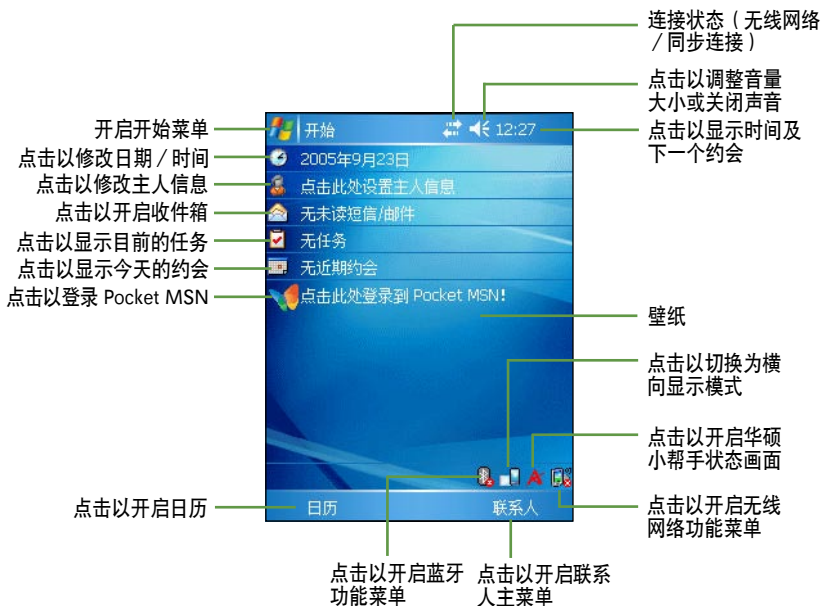 连接状态（无线网络
／同步连接）
点击以调整音量
大小或关闭声音
点击以显示时间及
下一个约会
开启开始菜单
点击以修改日期／时间
点击以修改主人信息
点击以开启收件箱
点击以显示目前的任务
点击以显示今天的约会
点击以登录 Pocket MSN
开始
12:27
2005年9月23日
点击此处设置主人信息
无未读短信/邮件
无任务
无近期约会
点击此处登录到 Pocket MSN!
壁纸
点击以切换为横
向显示模式
点击以开启华硕
小帮手状态画面
点击以开启无线
网络功能菜单
点击以开启日历
日历
联系人
点击以开启蓝牙
功能菜单
点击以开启联系
人主菜单